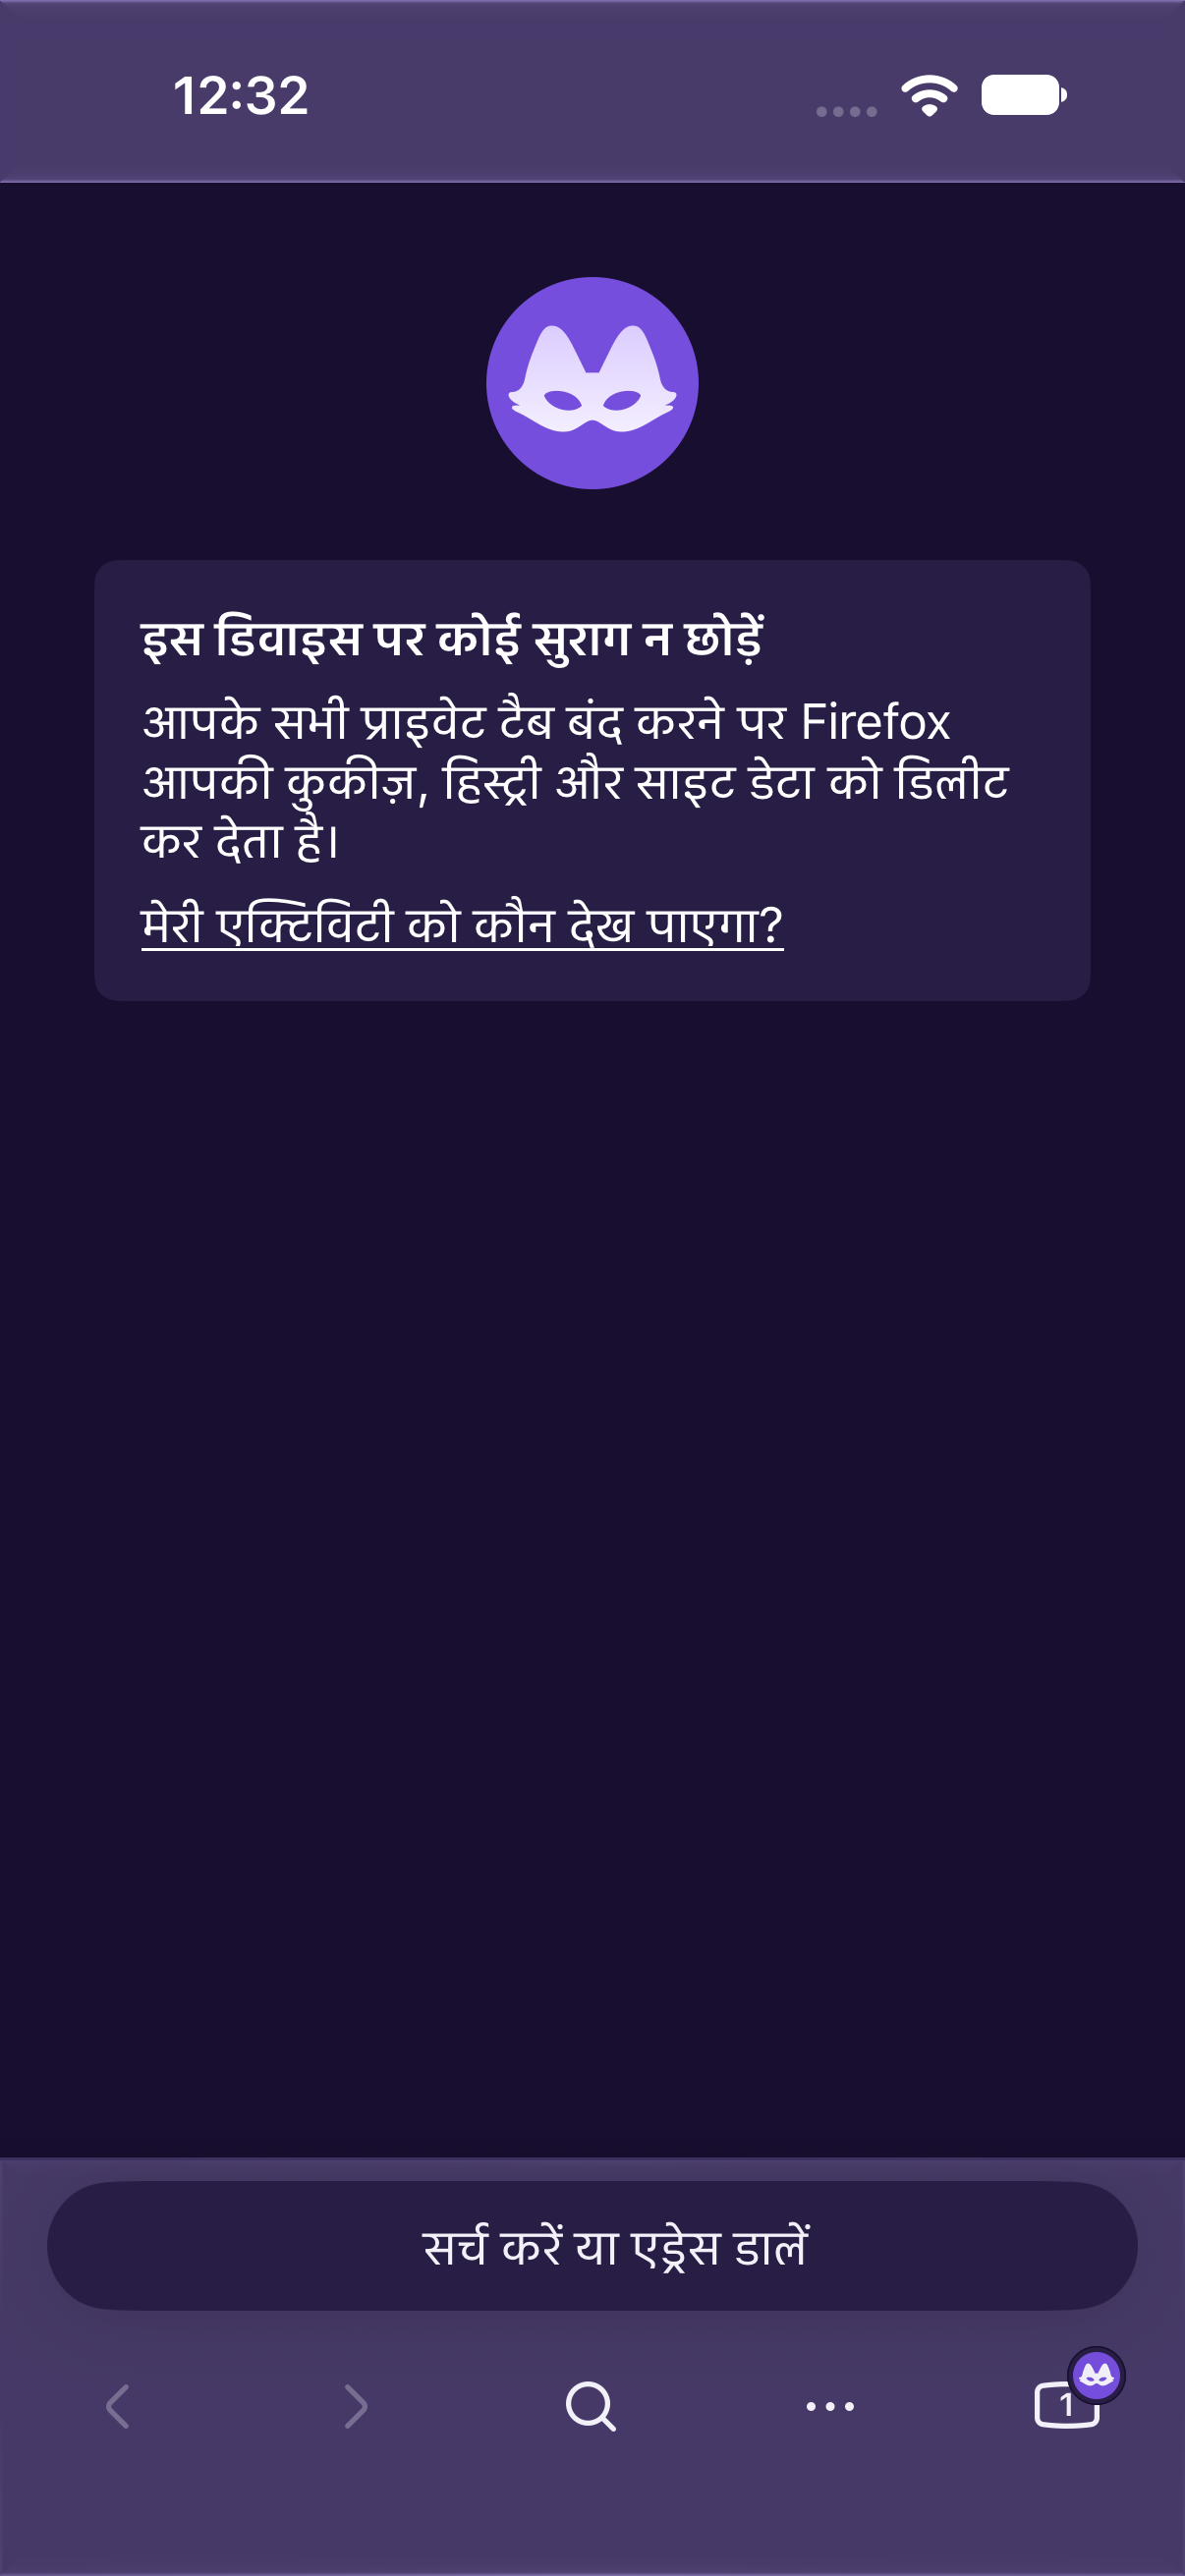 12:32
इस डिवाइस पर कोई सुराग न छोड़ें
आपके सभी प्राइवेट टैब बंद करने पर Firefox
आपकी कुकीज़, हिस्ट्री और साइट डेटा को डिलीट
कर देता है।
मेरी एक्टिविटी को कौन देख पाएगा?
सर्च करें या एड्रेस डालें
1